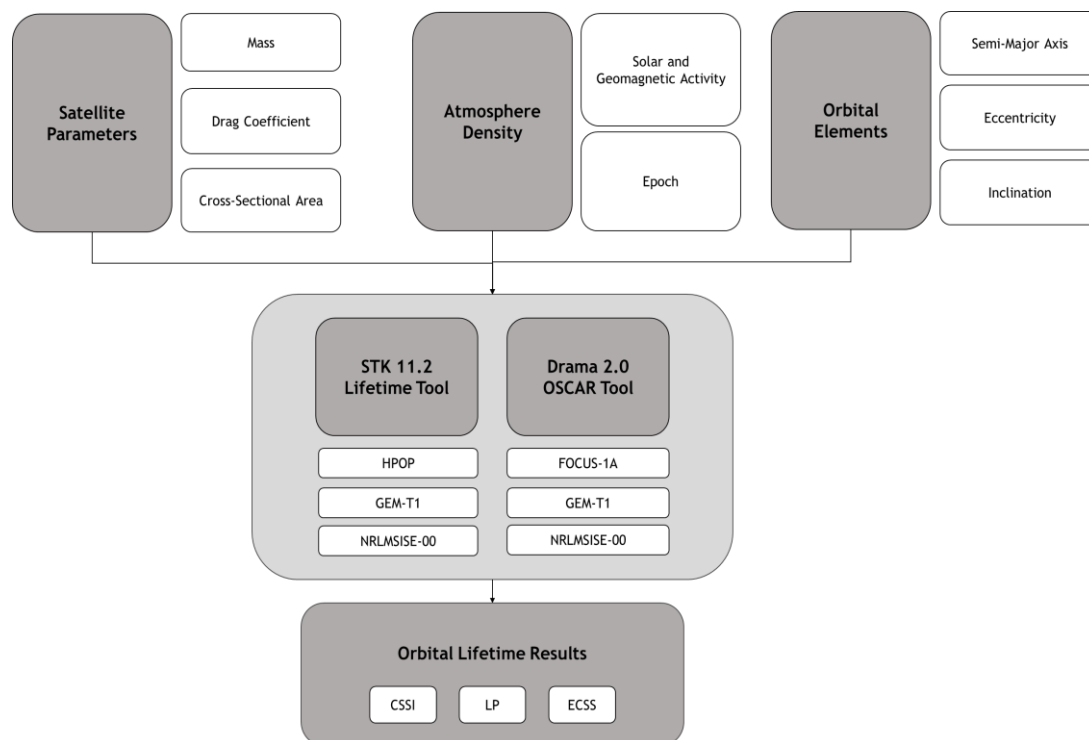 Satellite
Parameters
Mass
Drag Coefficient
Cross-Sectional Area
Atmosphere
Density
Solar and
Geomagnetic Activity
Epoch
Orbital
Elements
Semi-Major Axis
Eccentricity
Inclination
STK 11.2
Lifetime Tool
HPOP
GEM-T1
NRLMSISE-00
Drama 2.0
OSCAR Tool
FOCUS-1A
GEM-T1
NRLMSISE-00
Orbital Lifetime Results
CSSI
LP
ECSS